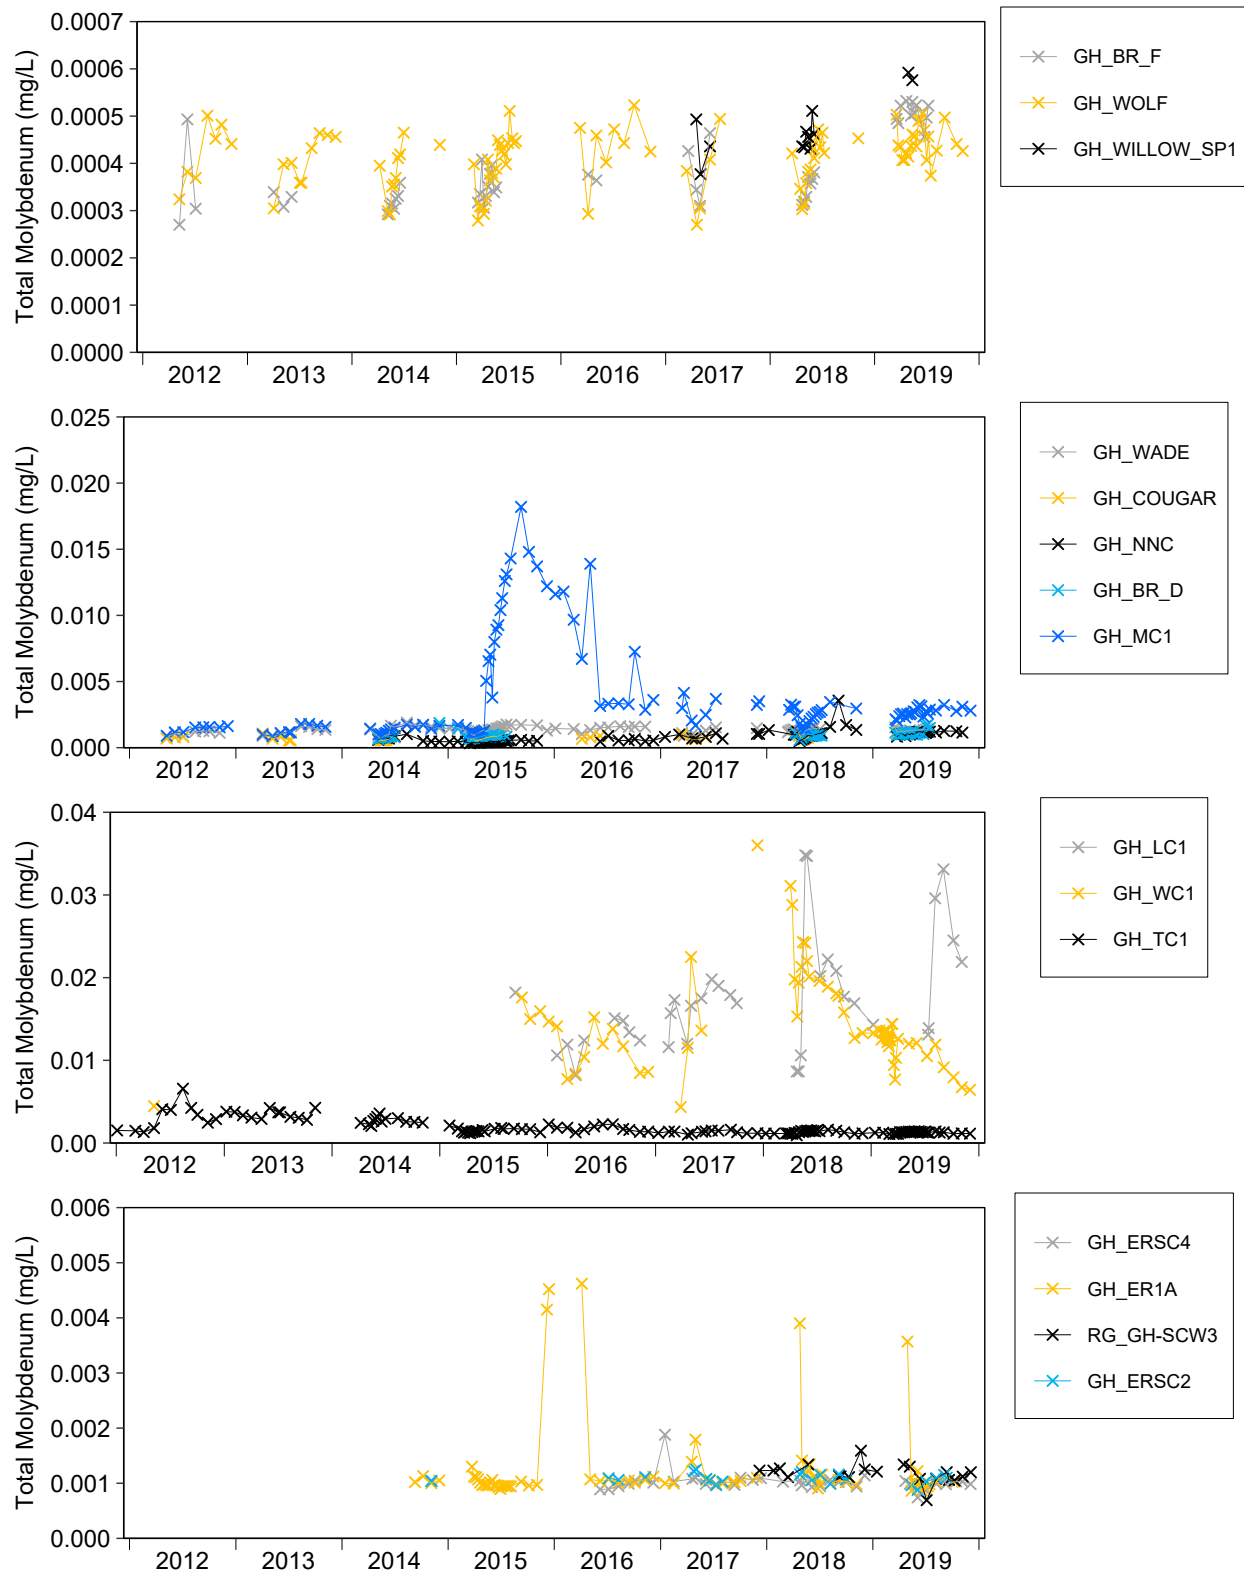 Total Molybdenum (mg/L)
0.0007
0.0006
0.0005
0.0004
0.0003
0.0002
0.0001
0.0000
2012 2013 2014 2015 2016 2017 2018 2019
GH_BR_F
GH_WOLF
GH_WILLOW_SP1
Total Molybdenum (mg/L)
0.025
0.020
0.015
0.010
0.005
0.000
2012 2013 2014 2015 2016 2017 2018 2019
GH_WADE
GH_COUGAR
GH_NNC
GH_BR_D
GH_MC1
Total Molybdenum (mg/L)
0.04
0.03
0.02
0.01
0.00
2012 2013 2014 2015 2016 2017 2018 2019
GH_LC1
GH_WC1
GH_TC1
Total Molybdenum (mg/L)
0.006
0.005
0.004
0.003
0.002
0.001
0.000
2012 2013 2014 2015 2016 2017 2018 2019
GH_ERSC4
GH_ER1A
RG_GH-SCW3
GH_ERSC2